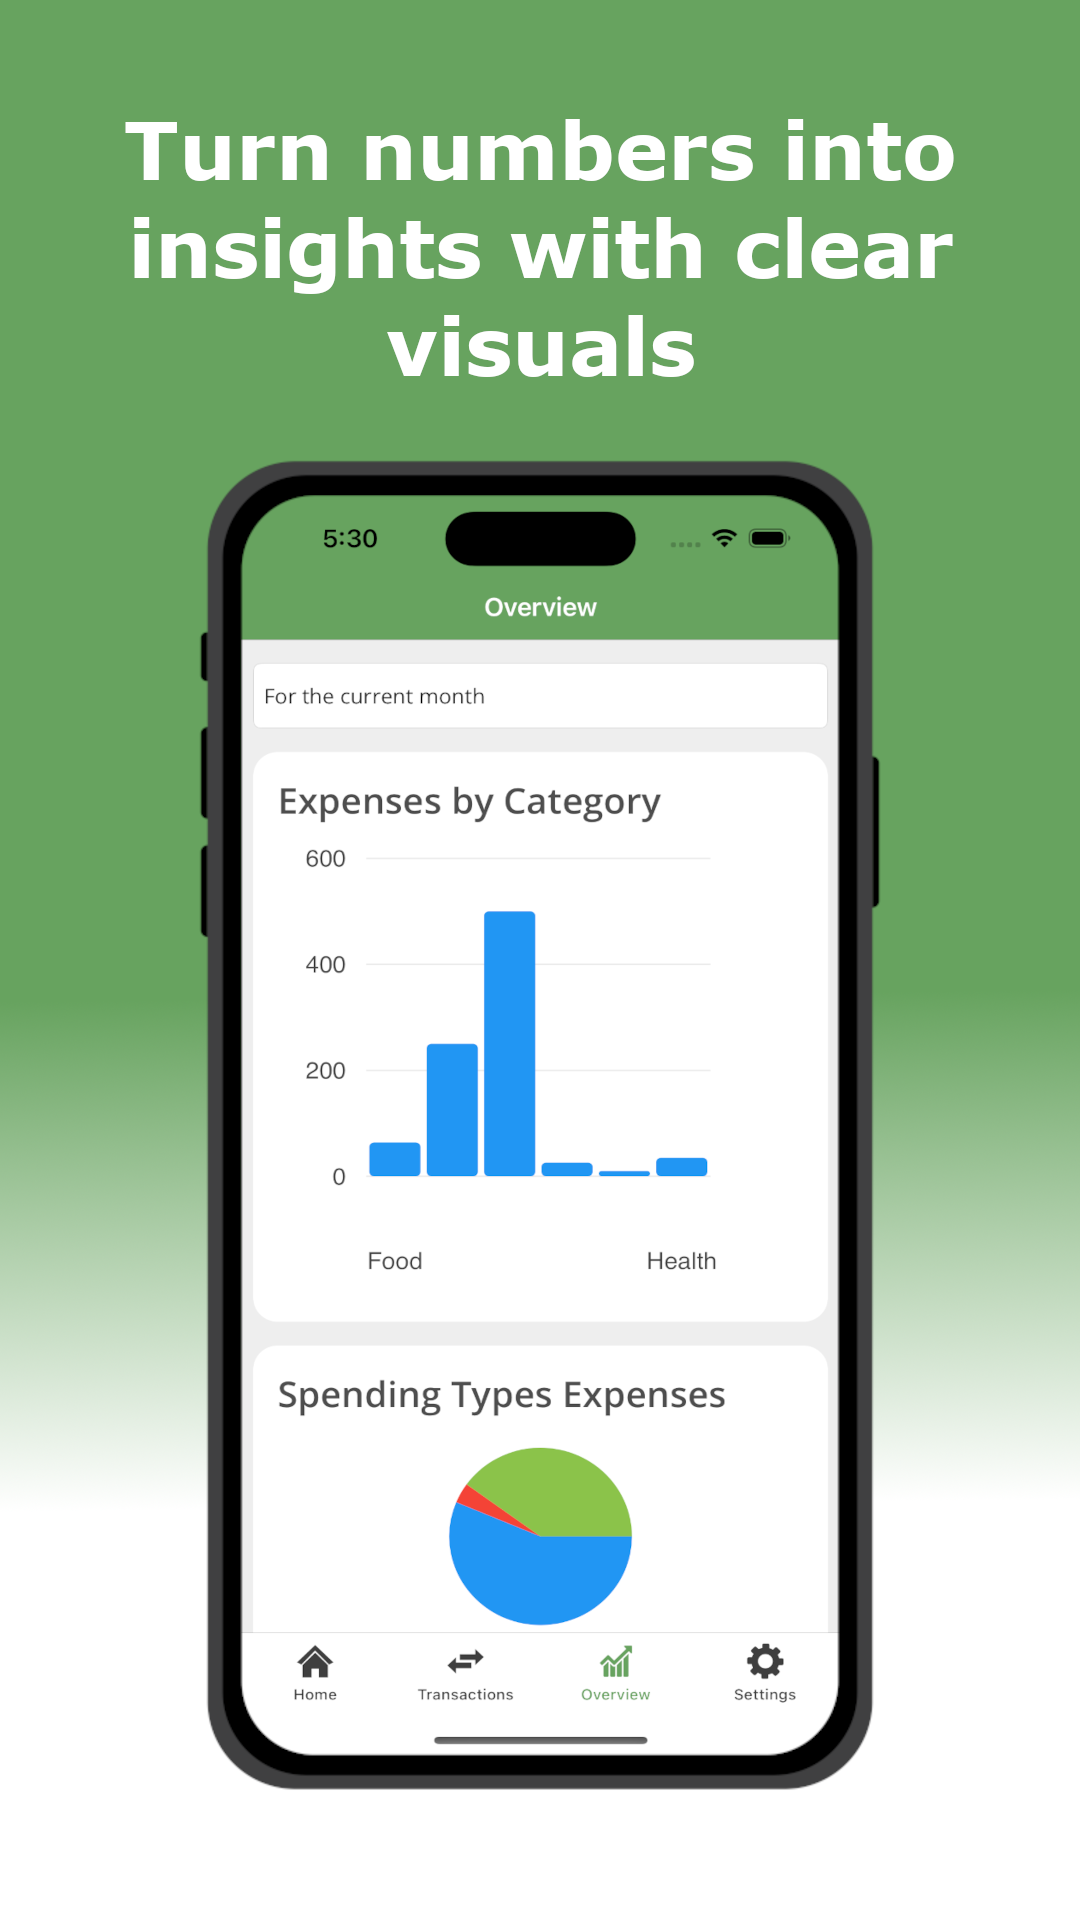 Turn numbers into
insights with clear
visuals
5:30
Overview
For the current month
Expenses by Category
600
400
200
0
Food Health
Spending Types Expenses
Home Transactions Overview Settings